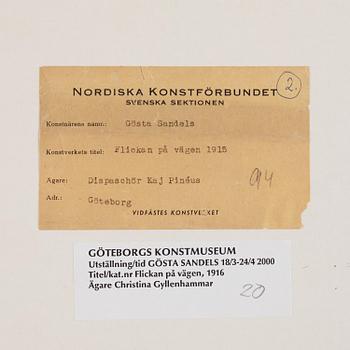 NORDISKA KONSTFÖRBUNDET
2.
SVENSKA SEKTIONEN
Konstnärens namn: Gösta Sandels
Konstverkets titel: Flickan på vägen 1915
Ägare: Dispaschör Kaj Pinéus
94
Adr.: Göteborg
VIDFÄSTES KONSTVERKET
GÖTEBORGS KONSTMUSEUM
Utställning/tid GÖSTA SANDELS 18/3-24/4 2000
Titel/kat.nr Flickan på vägen, 1916
Ägare Christina Gyllenhammar
20